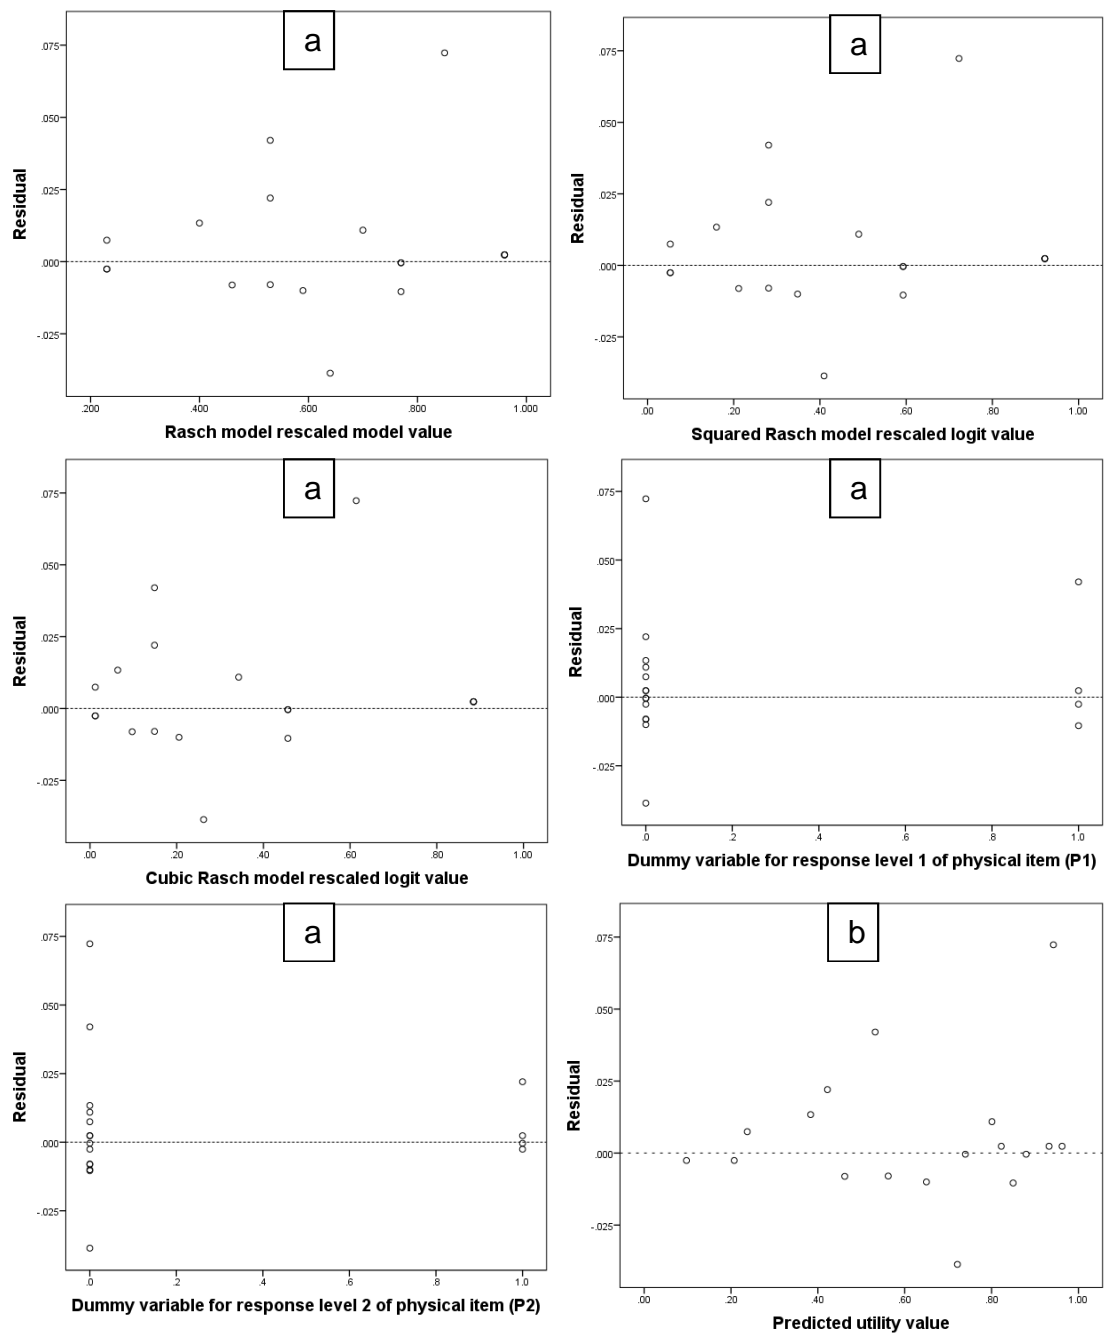 a
.075
.050
.025
.000
-.025
Residual
.200 .400 .600 .800 1.000
Rasch model rescaled model value
a
.075
.050
.025
.000
-.025
Residual
.00 .20 .40 .60 .80 1.00
Squared Rasch model rescaled logit value
a
.075
.050
.025
.000
-.025
Residual
.00 .20 .40 .60 .80 1.00
Cubic Rasch model rescaled logit value
a
.075
.050
.025
.000
-.025
Residual
.0 .2 .4 .6 .8 1.0
Dummy variable for response level 1 of physical item (P1)
a
.075
.050
.025
.000
-.025
Residual
.0 .2 .4 .6 .8 1.0
Dummy variable for response level 2 of physical item (P2)
b
.075
.050
.025
.000
-.025
Residual
.00 .20 .40 .60 .80 1.00
Predicted utility value